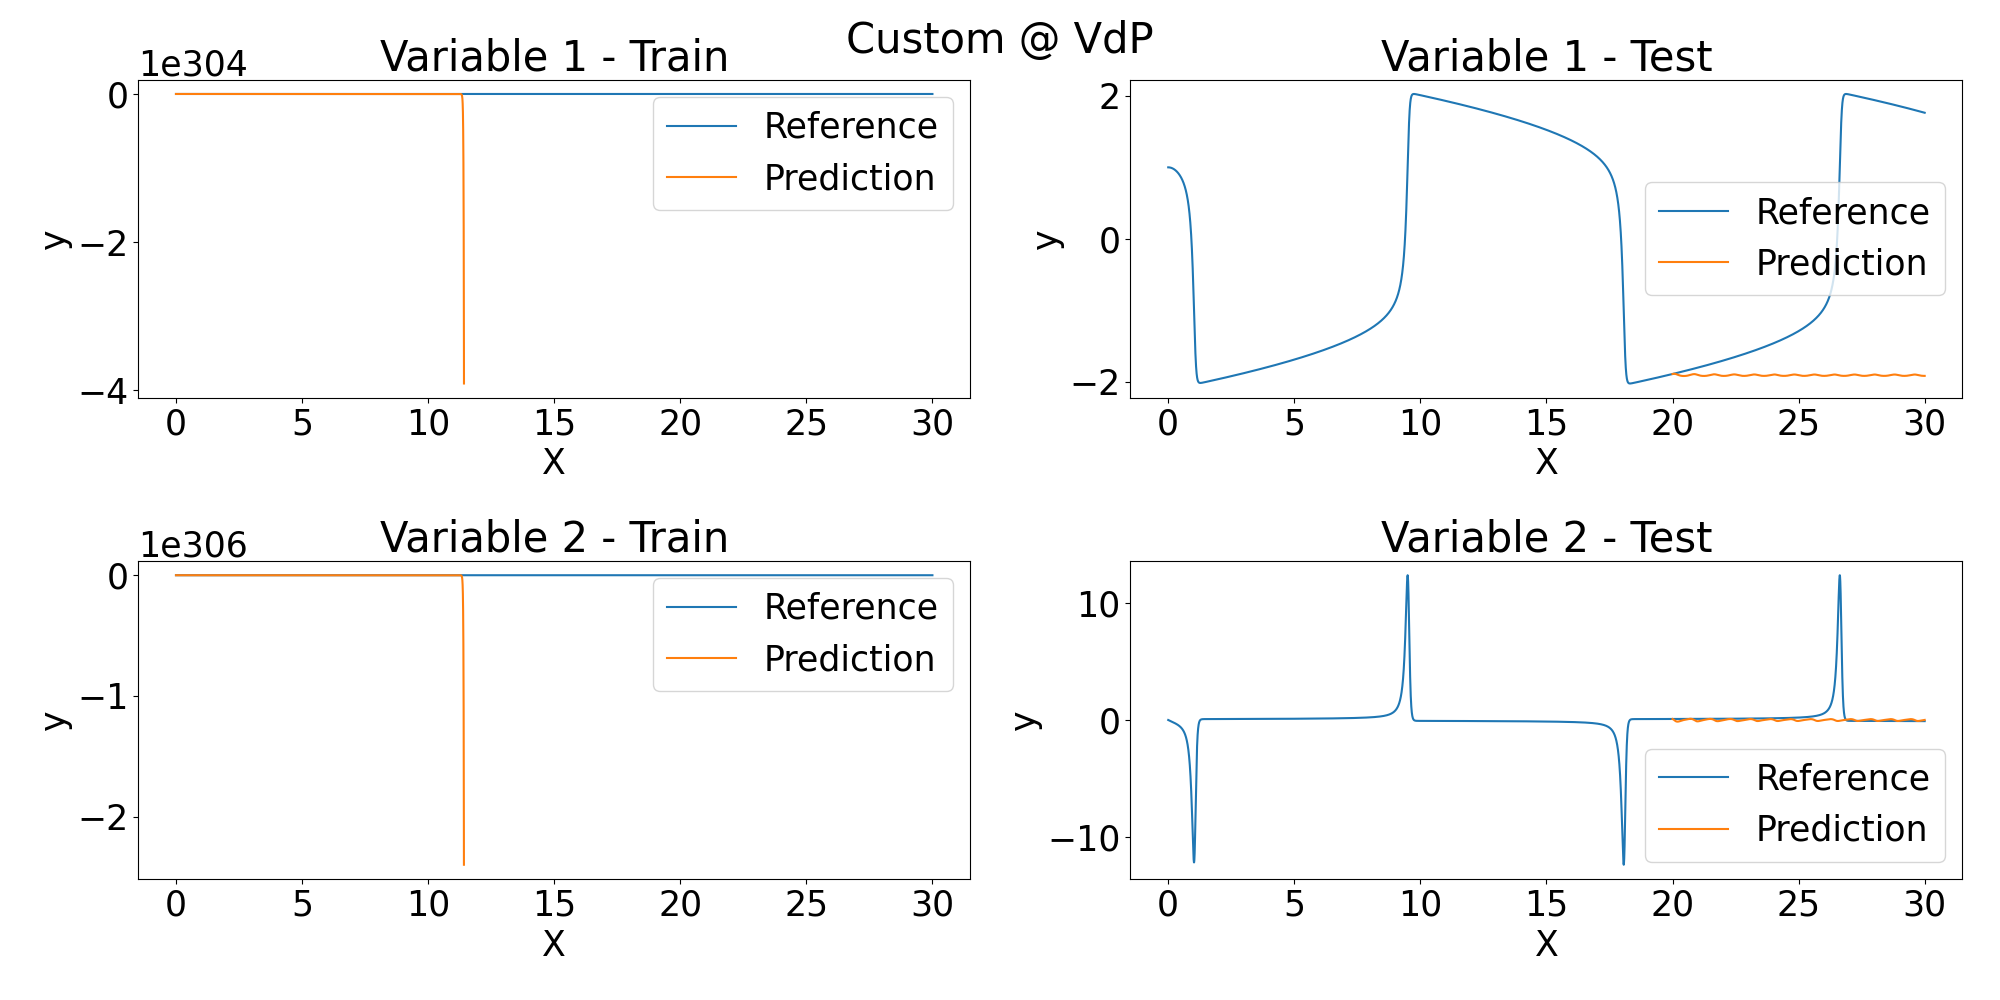 Custom @ VdP
Variable 1 - Train
1e304
0
−2
−4
y
0 5 10 15 20 25 30
X
Reference
Prediction
Variable 1 - Test
2
0
−2
y
0 5 10 15 20 25 30
X
Reference
Prediction
Variable 2 - Train
1e306
0
−1
−2
y
0 5 10 15 20 25 30
X
Reference
Prediction
Variable 2 - Test
10
0
−10
y
0 5 10 15 20 25 30
X
Reference
Prediction